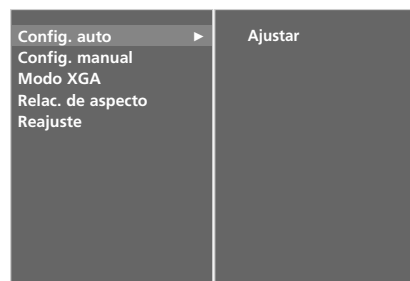 Config. auto ► Ajustar
Config. manual
Modo XGA
Relac. de aspecto
Reajuste